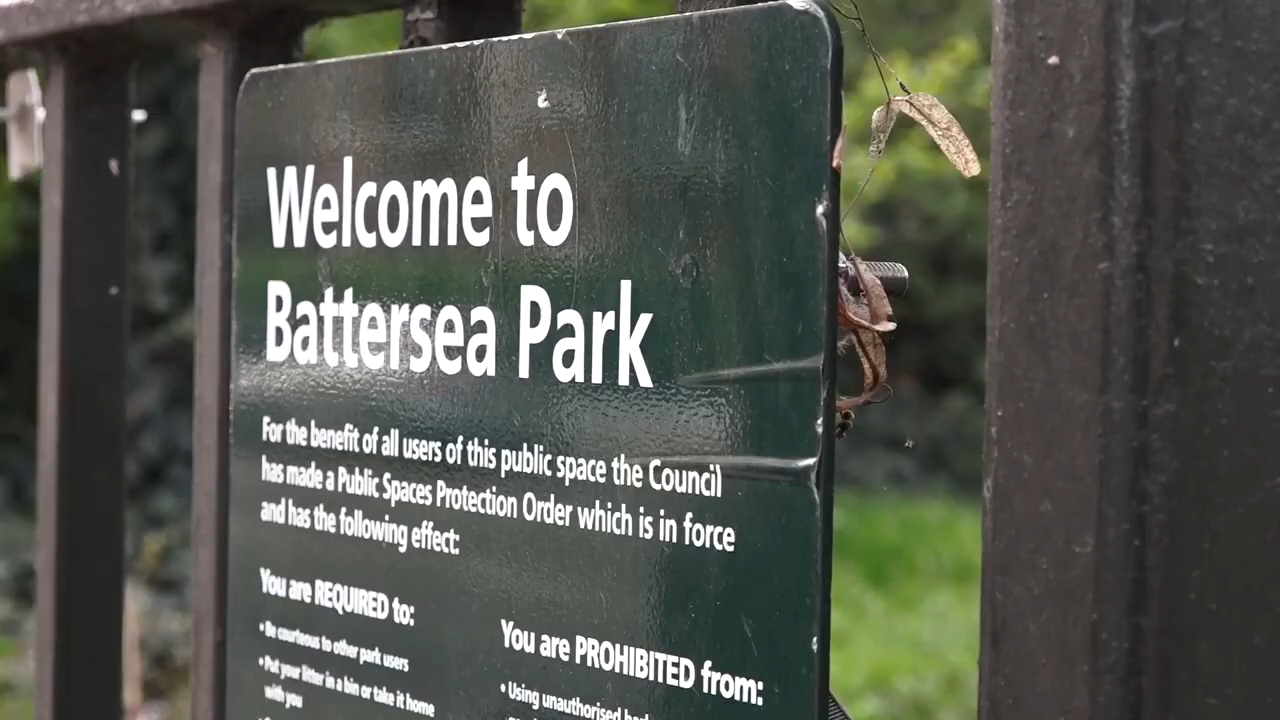 Welcome to
Battersea Park
For the benefit of all users of this public space the Council
has made a Public Spaces Protection Order which is in force
and has the following effect:
You are REQUIRED to:
• Be courteous to other park users
• Put your litter in a bin or take it home
with you
You are PROHIBITED from:
• Using unauthorised